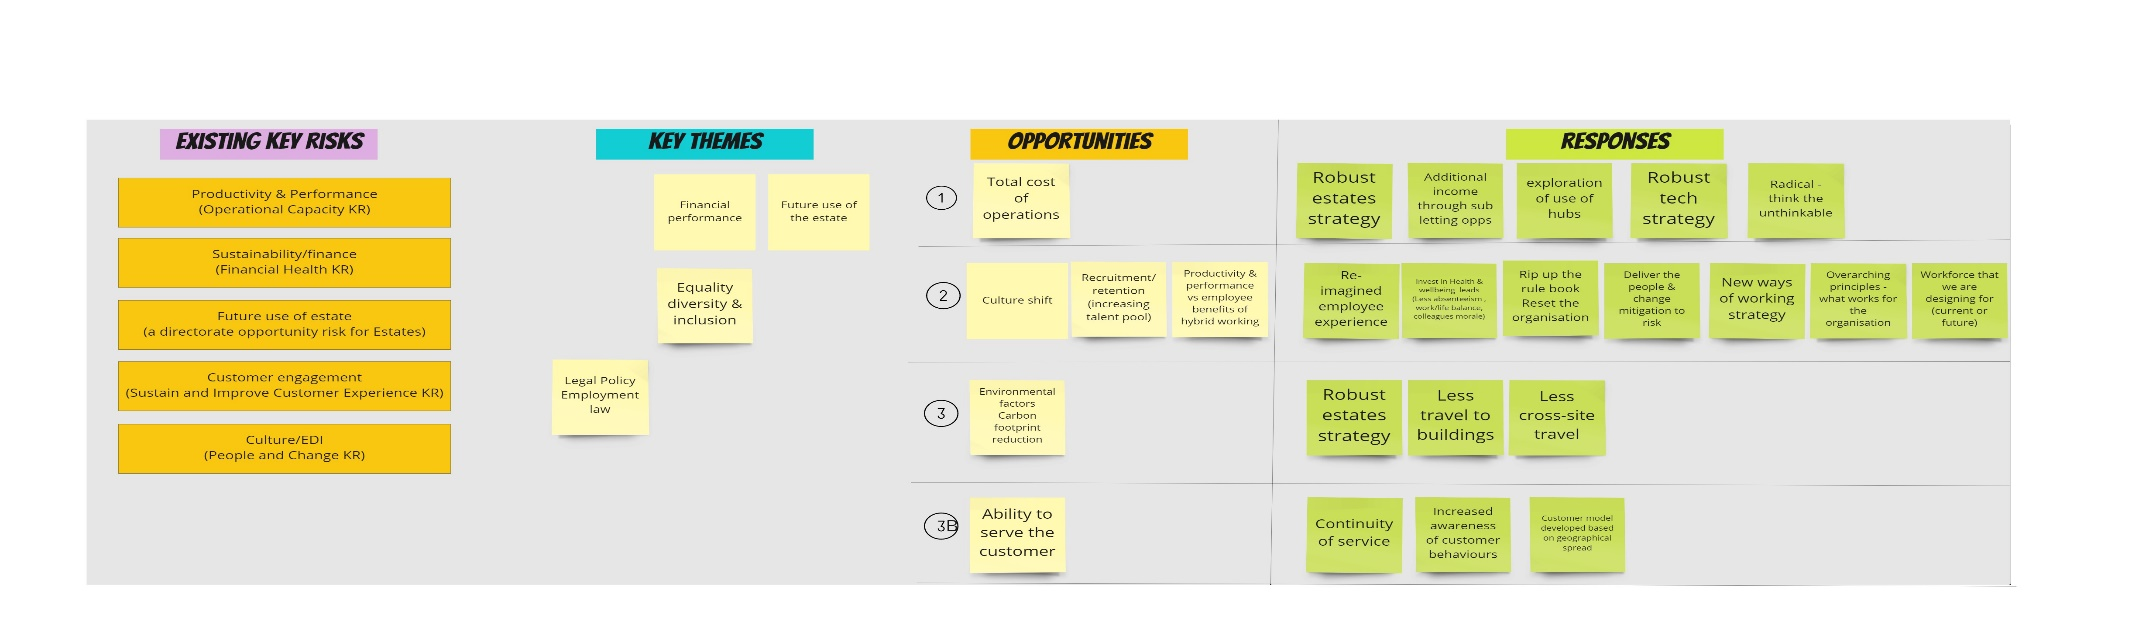 EXISTING KEY RISKS
Productivity & Performance
(Operational Capacity KR)
Sustainability/finance
(Financial Health KR)
Future use of estate
(a directorate opportunity risk for Estates)
Customer engagement
(Sustain and Improve Customer Experience KR)
Culture/EDI
(People and Change KR)
KEY THEMES
Financial
performance
Future use of
the estate
Equality
diversity &
inclusion
Legal Policy
Employment
law
OPPORTUNITIES
RESPONSES
1
Total cost
of
operations
Robust
estates
strategy
Additional
income
through sub
letting opps
exploration
of use of
hubs
Robust
tech
strategy
Radical -
think the
unthinkable
2
Culture shift
Recruitment/
retention
(increasing
talent pool)
Productivity &
performance
vs employee
benefits of
hybrid working
Re-
imagined
employee
experience
Invest in Health &
wellbeing leads
(Less absenteeism ,
work/life balance,
colleagues morale)
Rip up the
rule book
Reset the
organisation
Deliver the
people &
change
mitigation to
risk
New ways
of working
strategy
Overarching
principles -
what works for
the
organisation
Workforce that
we are
designing for
(current or
future)
3
Environmental
factors
Carbon
footprint
reduction
Robust
estates
strategy
Less
travel to
buildings
Less
cross-site
travel
3B
Ability to
serve the
customer
Continuity
of service
Increased
awareness
of customer
behaviours
Customer model
developed based
on geographical
spread